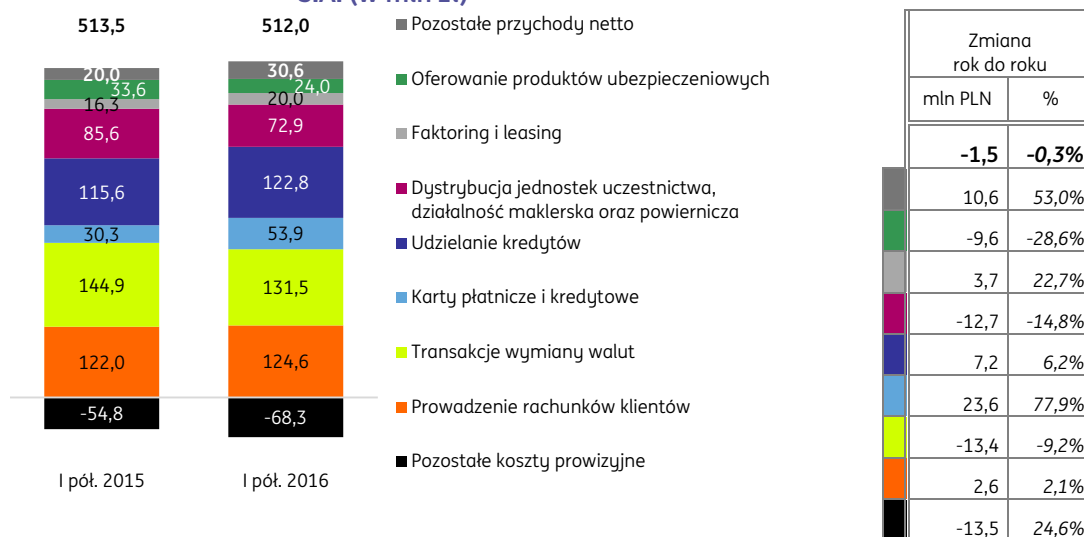 S.A. (w mln zł)
513,5
512,0
20,0
33,6
16,3
85,6
115,6
30,3
144,9
122,0
-54,8
30,6
24,0
20,0
72,9
122,8
53,9
131,5
124,6
-68,3
I pół. 2015
I pół. 2016
Pozostałe przychody netto
Oferowanie produktów ubezpieczeniowych
Faktoring i leasing
Dystrybucja jednostek uczestnictwa,
działalność maklerska oraz powiernicza
Udzielanie kredytów
Karty płatnicze i kredytowe
Transakcje wymiany walut
Prowadzenie rachunków klientów
Pozostałe koszty prowizyjne
Zmiana
rok do roku
mln PLN %
-1,5 -0,3%
10,6 53,0%
-9,6 -28,6%
3,7 22,7%
-12,7 -14,8%
7,2 6,2%
23,6 77,9%
-13,4 -9,2%
2,6 2,1%
-13,5 24,6%